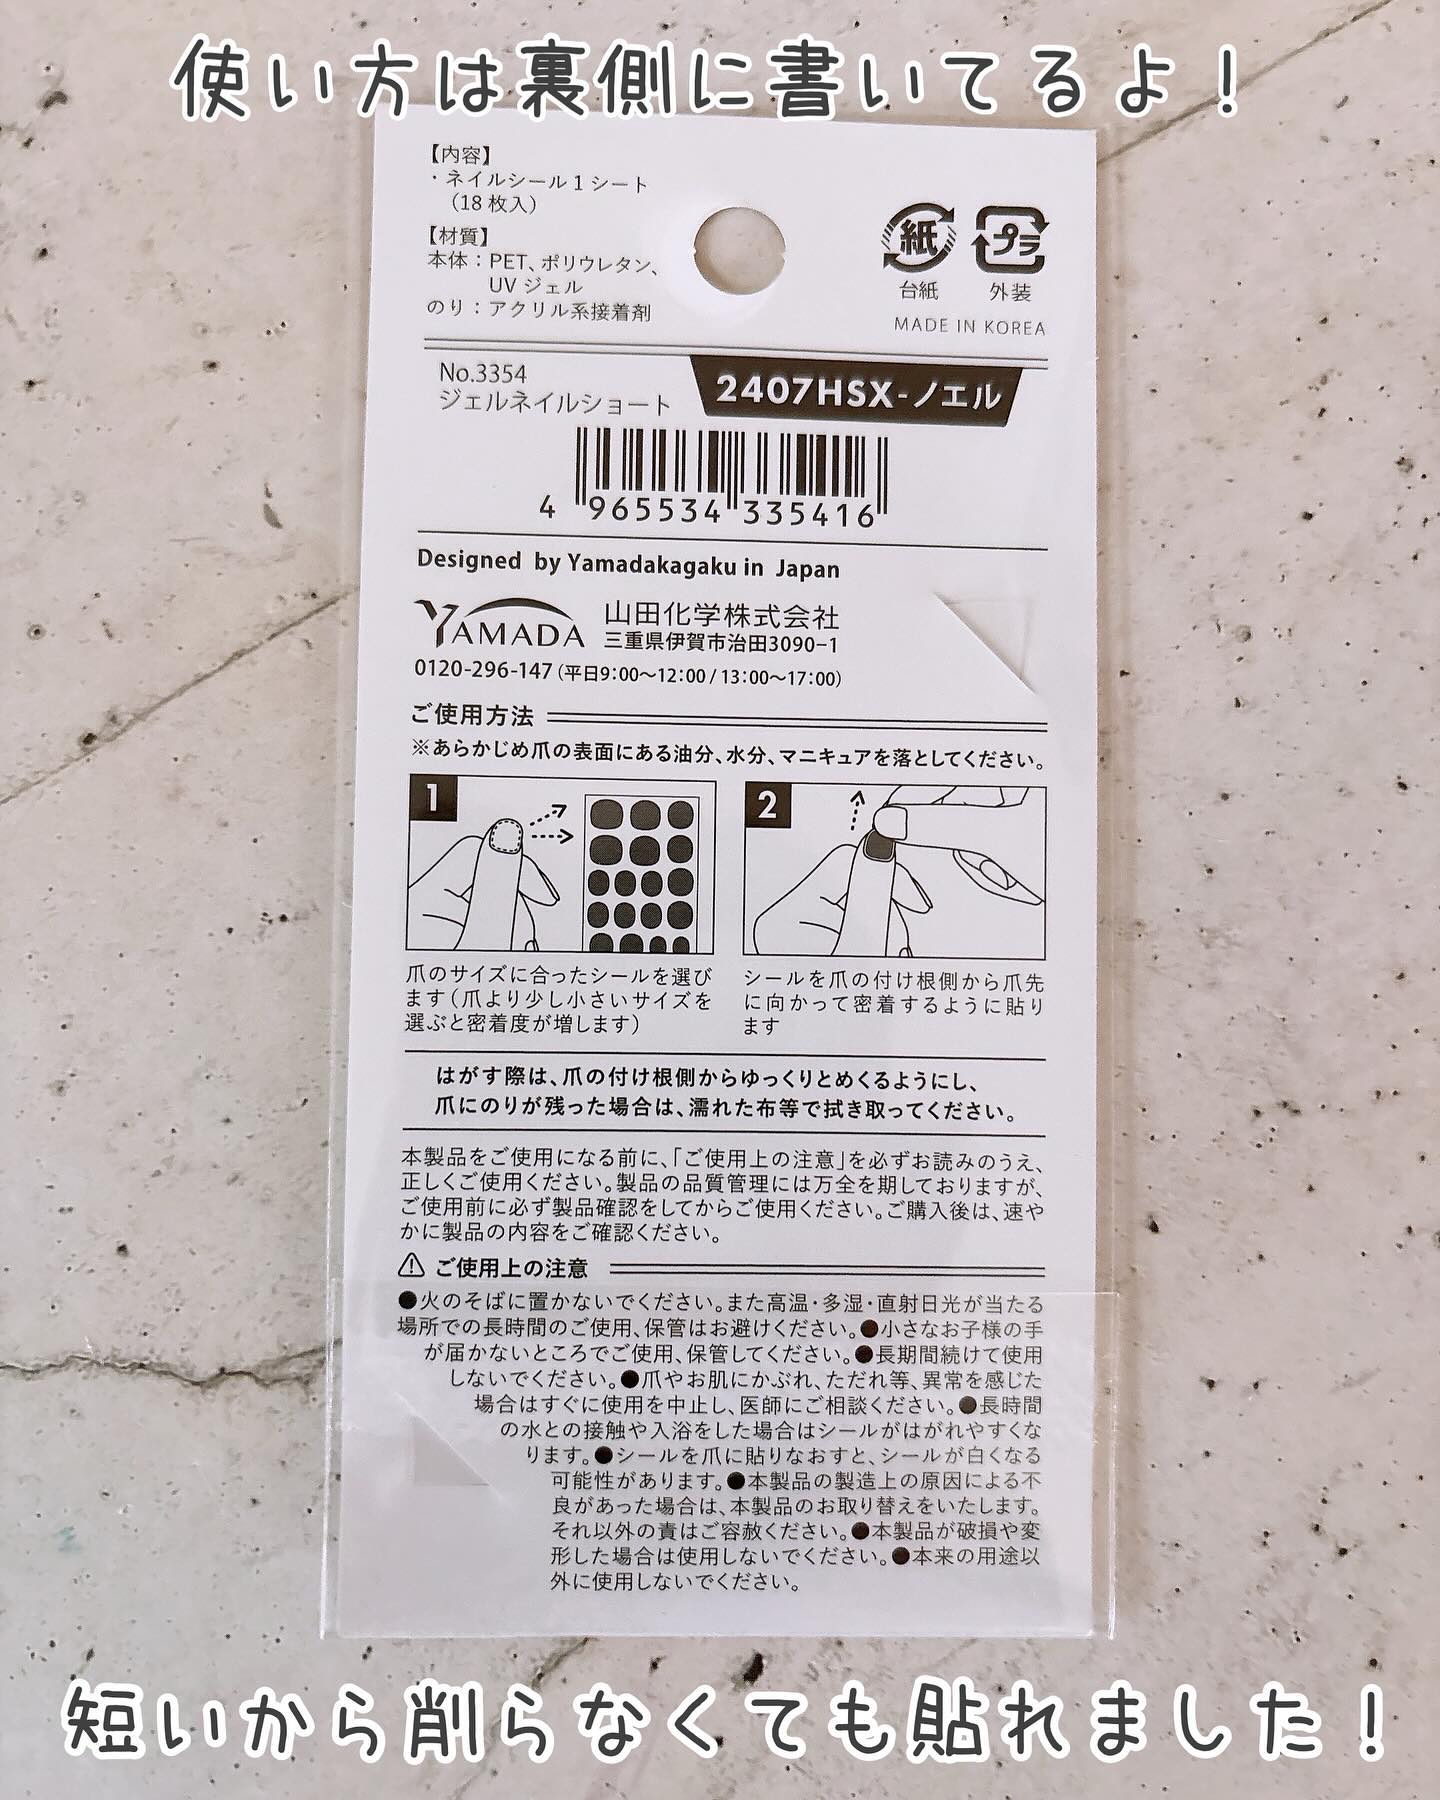 使い方は裏側に書いてるよ！
【内容】
・ネイルシール1シート
（18枚入）
【材質】
本体：PET、ポリウレタン、
UVジェル
のり：アクリル系接着剤
紙
台紙
プラ
外装
MADE IN KOREA
No.3354
ジェルネイルショート
2407HSX-ノエル
4 965534 335416
Designed by Yamadakagaku in Japan
YAMADA
山田化学株式会社
三重県伊賀市治田3090-1
0120-296-147（平日9:00〜12:00 / 13:00〜17:00）
ご使用方法
※あらかじめ爪の表面にある油分、水分、マニキュアを落としてください。
1
爪のサイズに合ったシールを選び
ます（爪より少し小さいサイズを
選ぶと密着度が増します）
2
シールを爪の付け根側から爪先
に向かって密着するように貼り
ます
はがす際は、爪の付け根側からゆっくりとめくるようにし、
爪にのりが残った場合は、濡れた布等で拭き取ってください。
本製品をご使用になる前に、「ご使用上の注意」を必ずお読みのうえ、
正しくご使用ください。製品の品質管理には万全を期しておりますが、
ご使用前に必ず製品確認をしてからご使用ください。ご購入後は、速や
かに製品の内容をご確認ください。
⚠ ご使用上の注意
●火のそばに置かないでください。また高温・多湿・直射日光が当たる
場所での長時間のご使用、保管はお避けください。●小さなお子様の手
が届かないところでご使用、保管してください。●長期間続けて使用
しないでください。●爪やお肌にかぶれ、ただれ等、異常を感じた
場合はすぐに使用を中止し、医師にご相談ください。●長時間
の水との接触や入浴をした場合はシールがはがれやすくな
ります。●シールを爪に貼りなおすと、シールが白くなる
可能性があります。●本製品の製造上の原因による不
良があった場合は、本製品のお取り替えをいたします。
それ以外の責はご容赦ください。●本製品が破損や変
形した場合は使用しないでください。●本来の用途以
外に使用しないでください。
短いから削らなくても貼れました！